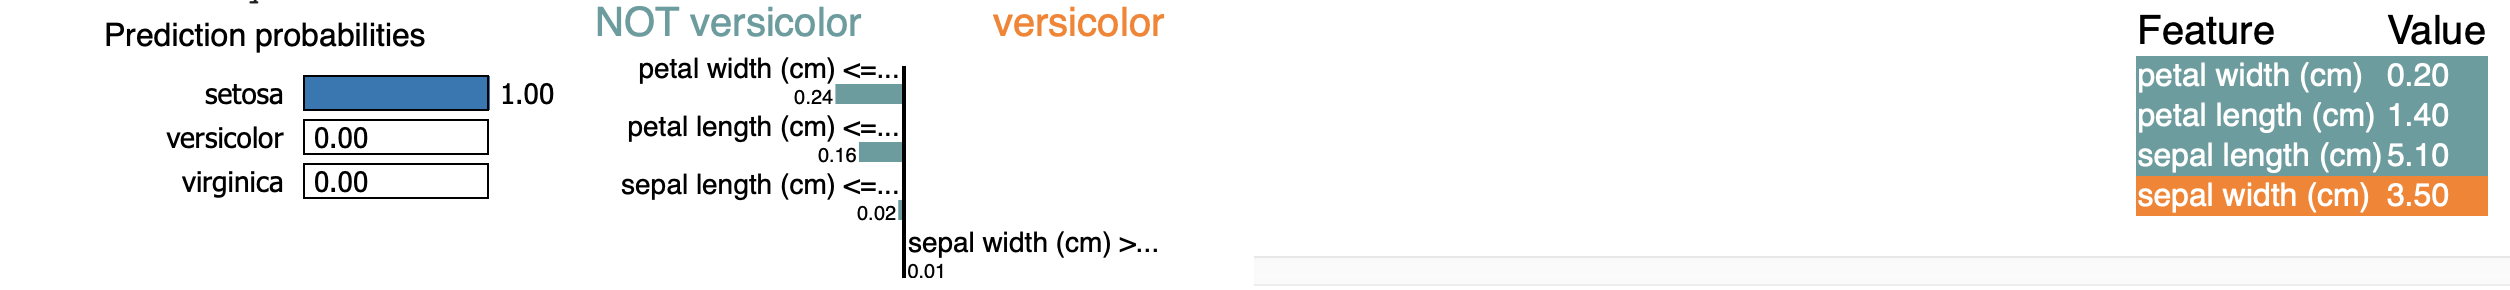 Prediction probabilities
setosa 1.00
versicolor 0.00
virginica 0.00
NOT versicolor versicolor
petal width (cm) <=...
0.24
petal length (cm) <=...
0.16
sepal length (cm) <=...
0.02
sepal width (cm) >...
0.01
Feature Value
petal width (cm) 0.20
petal length (cm) 1.40
sepal length (cm) 5.10
sepal width (cm) 3.50